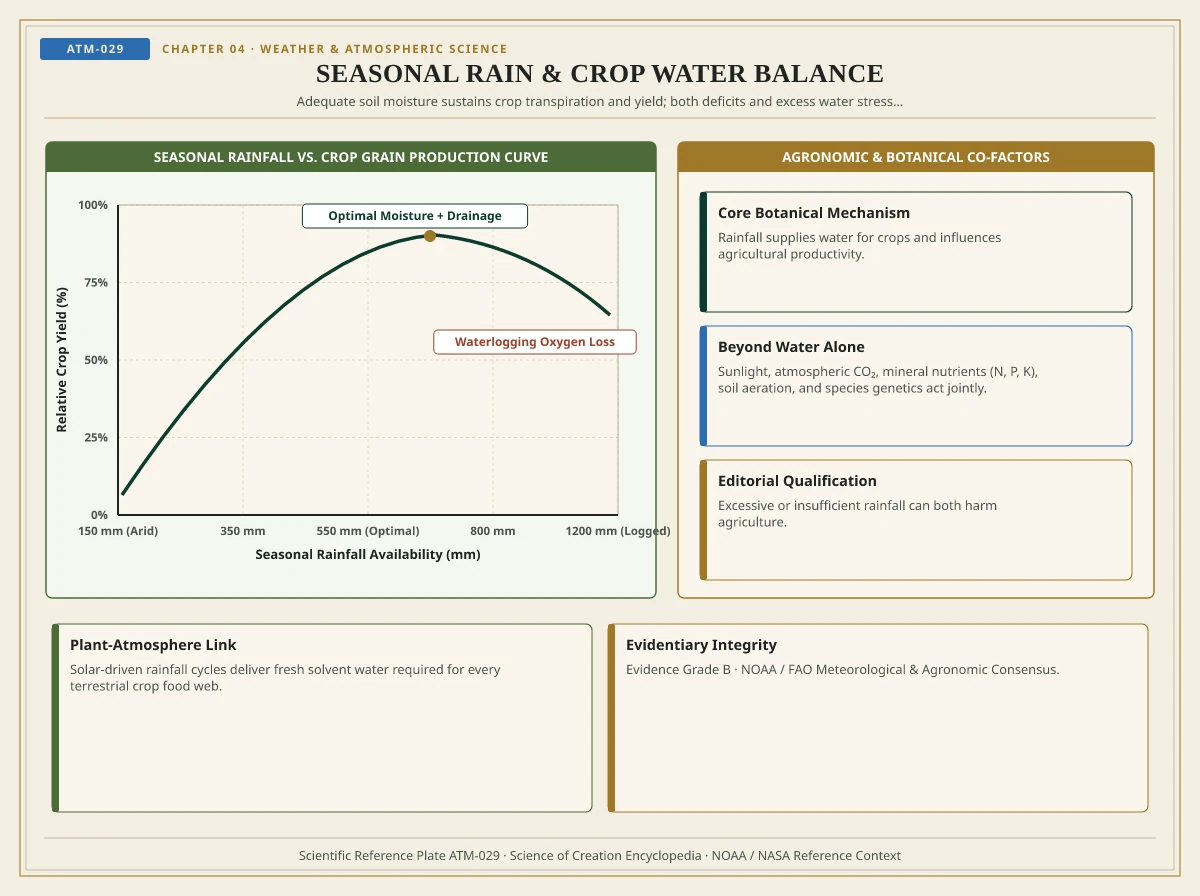 ATM-029
CHAPTER 04 · WEATHER & ATMOSPHERIC SCIENCE
SEASONAL RAIN & CROP WATER BALANCE
Adequate soil moisture sustains crop transpiration and yield; both deficits and excess water stress...
SEASONAL RAINFALL VS. CROP GRAIN PRODUCTION CURVE
100%
75%
50%
25%
0%
Relative Crop Yield (%)
Optimal Moisture + Drainage
Waterlogging Oxygen Loss
150 mm (Arid)
350 mm
550 mm (Optimal)
800 mm
1200 mm (Logged)
Seasonal Rainfall Availability (mm)
AGRONOMIC & BOTANICAL CO-FACTORS
Core Botanical Mechanism
Rainfall supplies water for crops and influences
agricultural productivity.
Beyond Water Alone
Sunlight, atmospheric CO₂, mineral nutrients (N, P, K),
soil aeration, and species genetics act jointly.
Editorial Qualification
Excessive or insufficient rainfall can both harm
agriculture.
Plant-Atmosphere Link
Solar-driven rainfall cycles deliver fresh solvent water required for every
terrestrial crop food web.
Evidentiary Integrity
Evidence Grade B · NOAA / FAO Meteorological & Agronomic Consensus.
Scientific Reference Plate ATM-029 · Science of Creation Encyclopedia · NOAA / NASA Reference Context